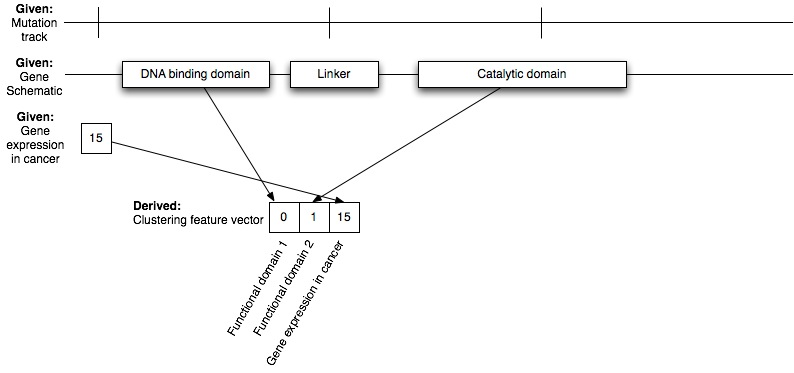 Given:
Mutation
track
Given:
Gene
Schematic
DNA binding domain
Linker
Catalytic domain
Given:
Gene
expression
in cancer
15
Derived:
Clustering feature vector
0
1
15
Functional domain 1
Functional domain 2
Gene expression in cancer